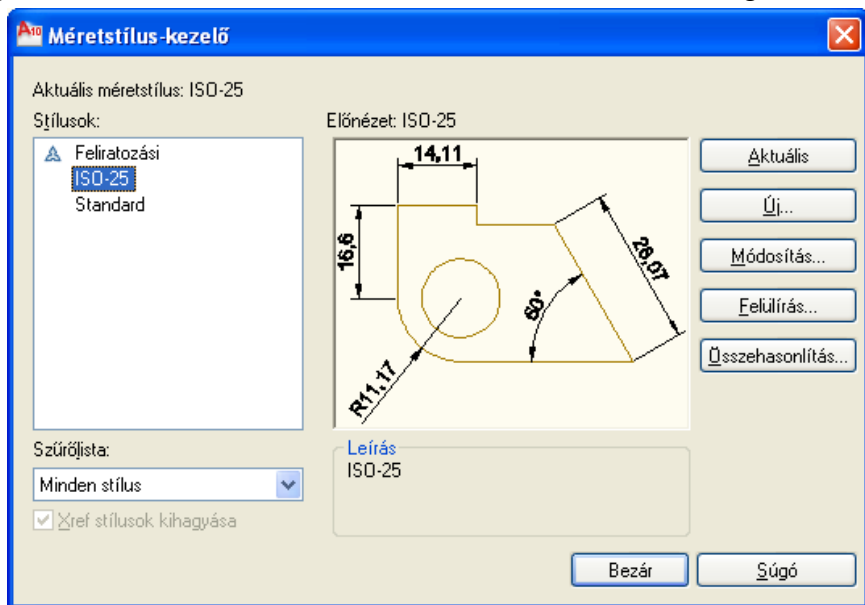 A10 Méretstílus-kezelő
Aktuális méretstílus: ISO-25
Stílusok:
Feliratozási
ISO-25
Standard
Előnézet: ISO-25
14,11
16,6
28,07
60°
R11,17
Aktuális
Új...
Módosítás...
Felülírás...
Összehasonlítás...
Szűrőlista:
Minden stílus
Xref stílusok kihagyása
Leírás
ISO-25
Bezár
Súgó